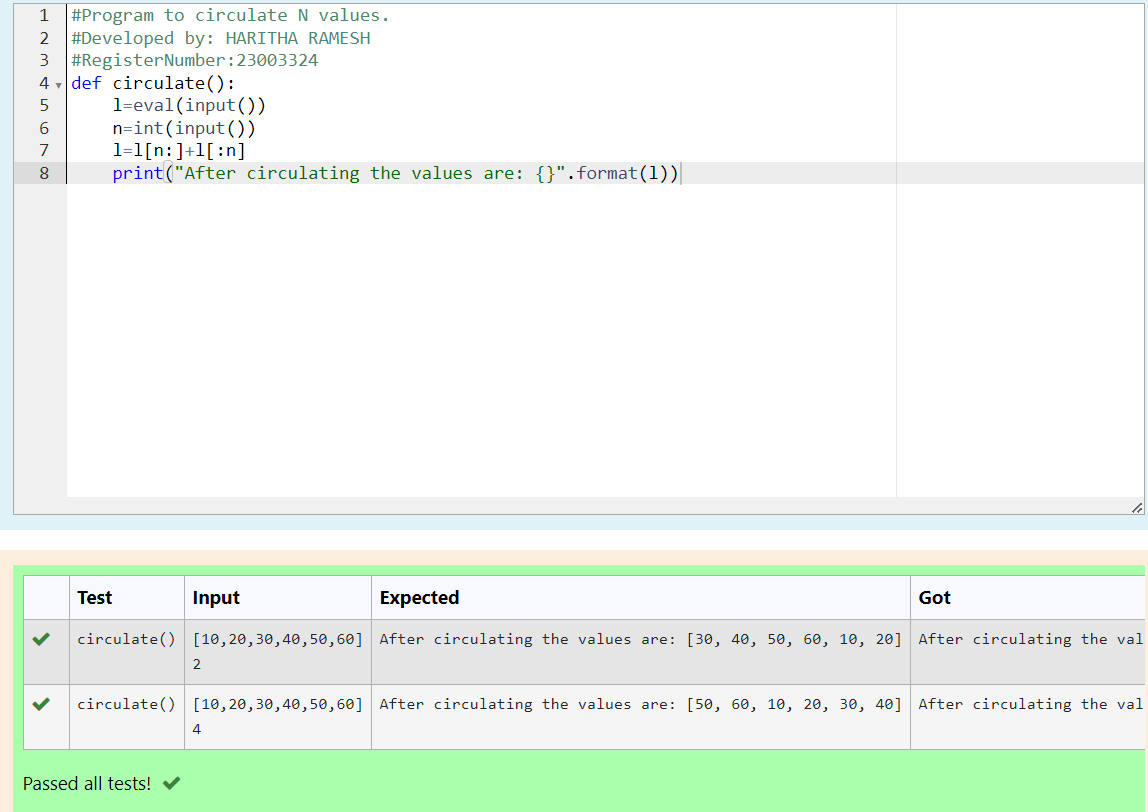 1 #Program to circulate N values.
2 #Developed by: HARITHA RAMESH
3 #RegisterNumber:23003324
4 def circulate():
5     l=eval(input())
6     n=int(input())
7     l=l[n:]+l[:n]
8     print("After circulating the values are: {}".format(l))
Test Input Expected Got
circulate() [10,20,30,40,50,60] After circulating the values are: [30, 40, 50, 60, 10, 20] After circulating the val
2
circulate() [10,20,30,40,50,60] After circulating the values are: [50, 60, 10, 20, 30, 40] After circulating the val
4
Passed all tests!